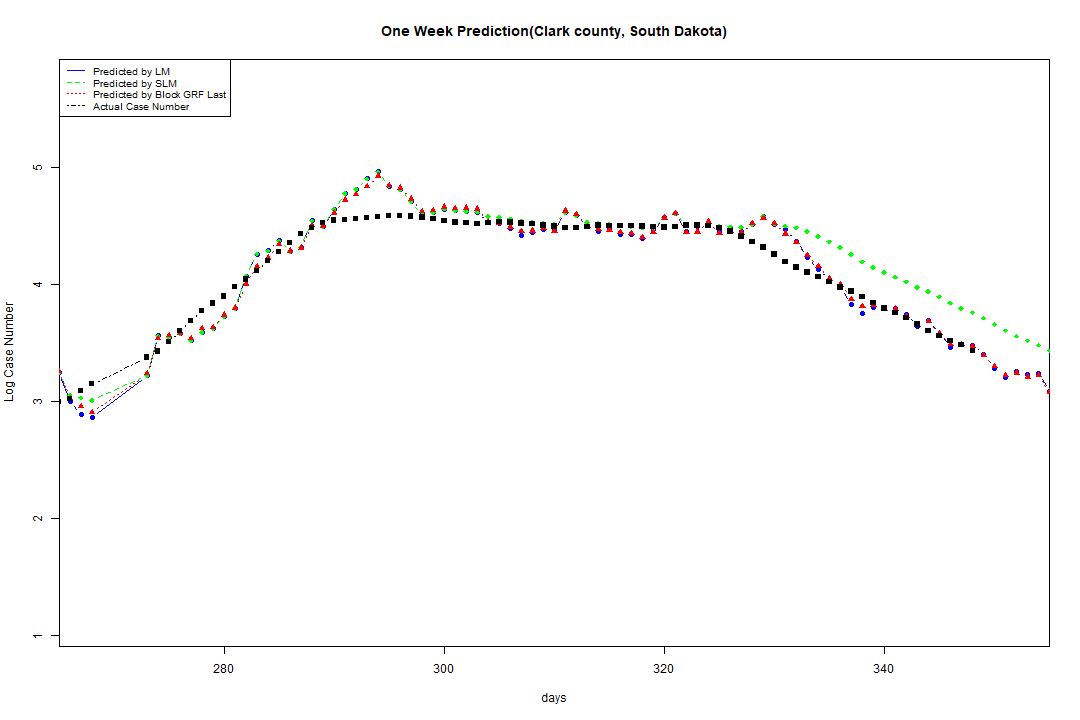 One Week Prediction(Clark county, South Dakota)
Predicted by LM
Predicted by SLM
Predicted by Block GRF Last
Actual Case Number
5
4
3
2
1
Log Case Number
280 300 320 340
days